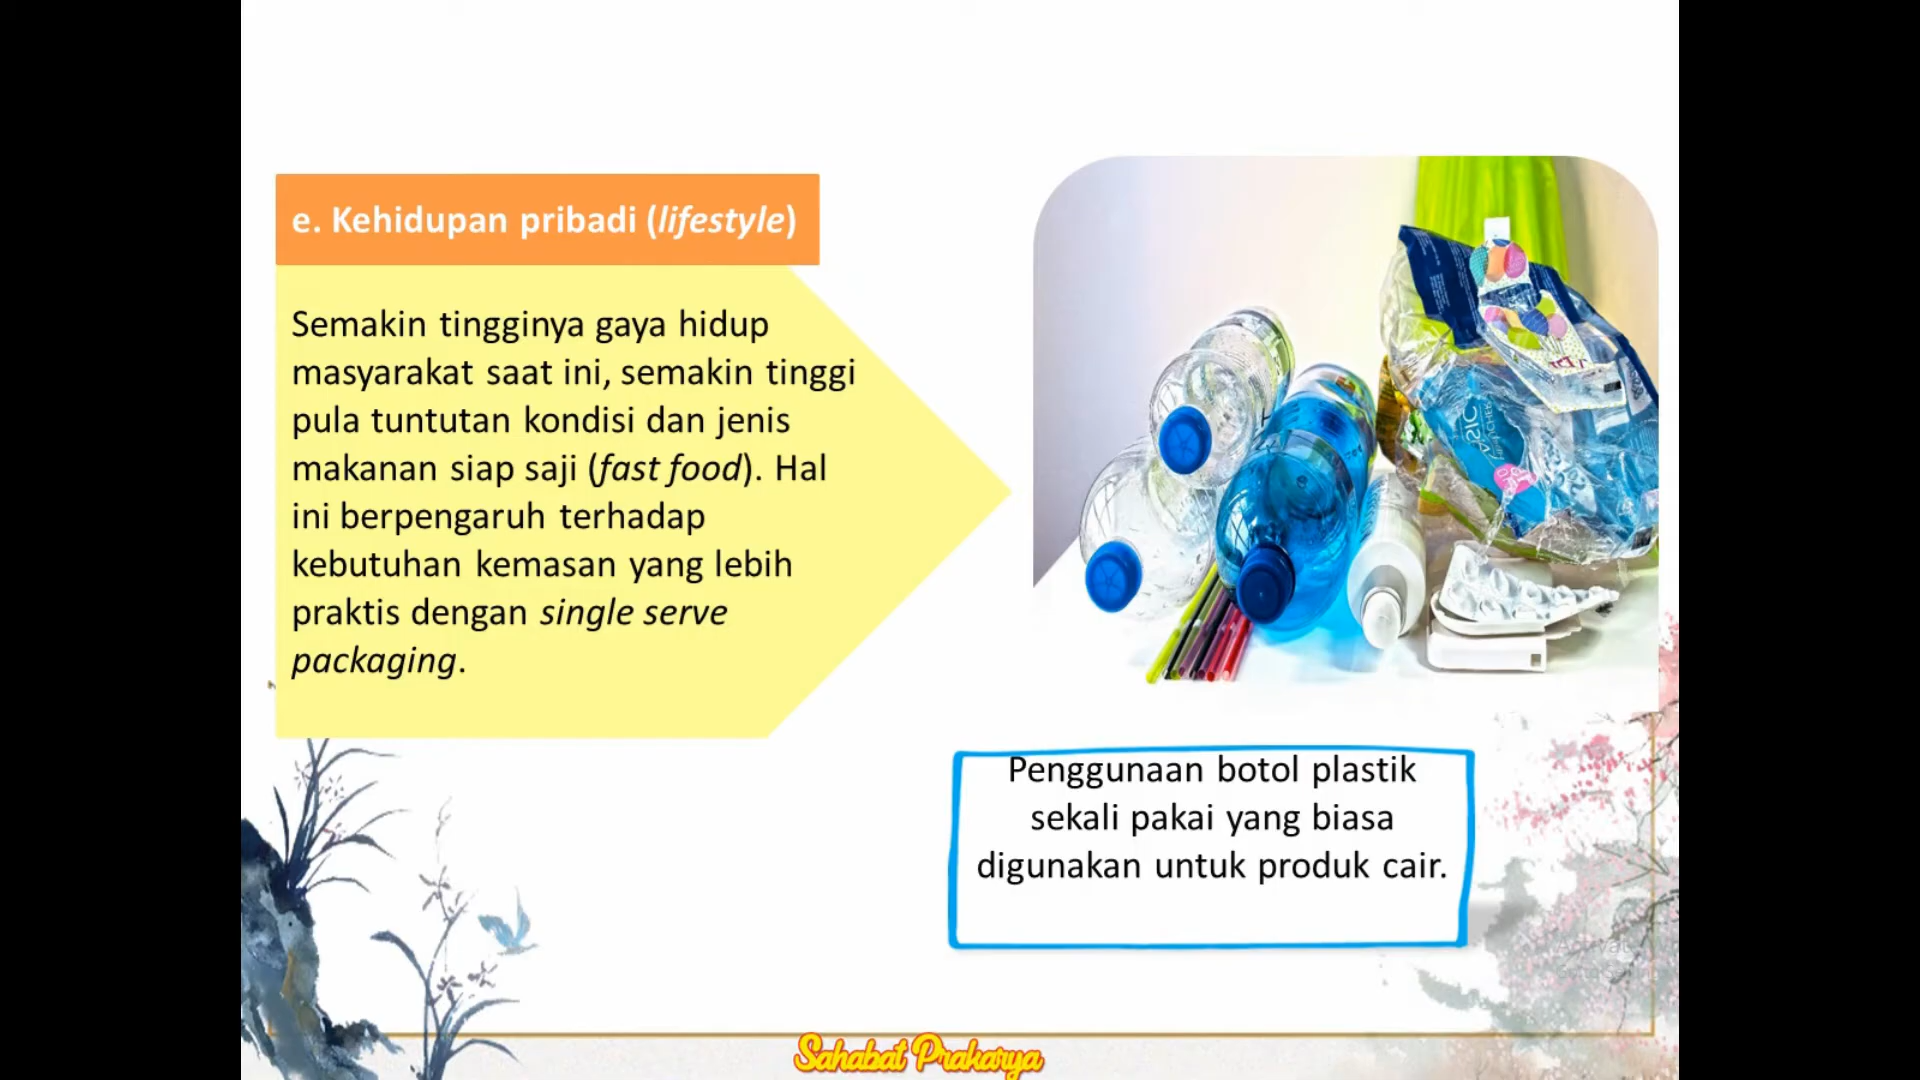 e. Kehidupan pribadi (lifestyle)
Semakin tingginya gaya hidup
masyarakat saat ini, semakin tinggi
pula tuntutan kondisi dan jenis
makanan siap saji (fast food). Hal
ini berpengaruh terhadap
kebutuhan kemasan yang lebih
praktis dengan single serve
packaging.
Penggunaan botol plastik
sekali pakai yang biasa
digunakan untuk produk cair.
Sahabat Prakarya